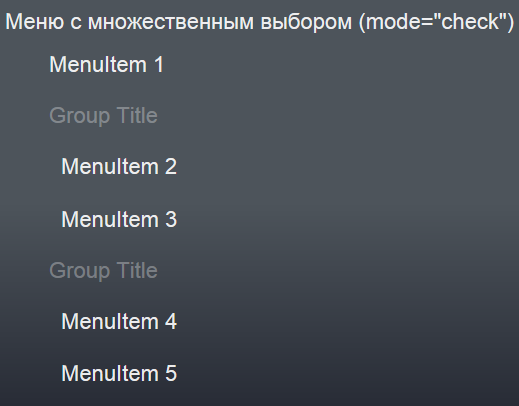 Меню с множественным выбором (mode="check")
MenuItem 1
Group Title
MenuItem 2
MenuItem 3
Group Title
MenuItem 4
MenuItem 5